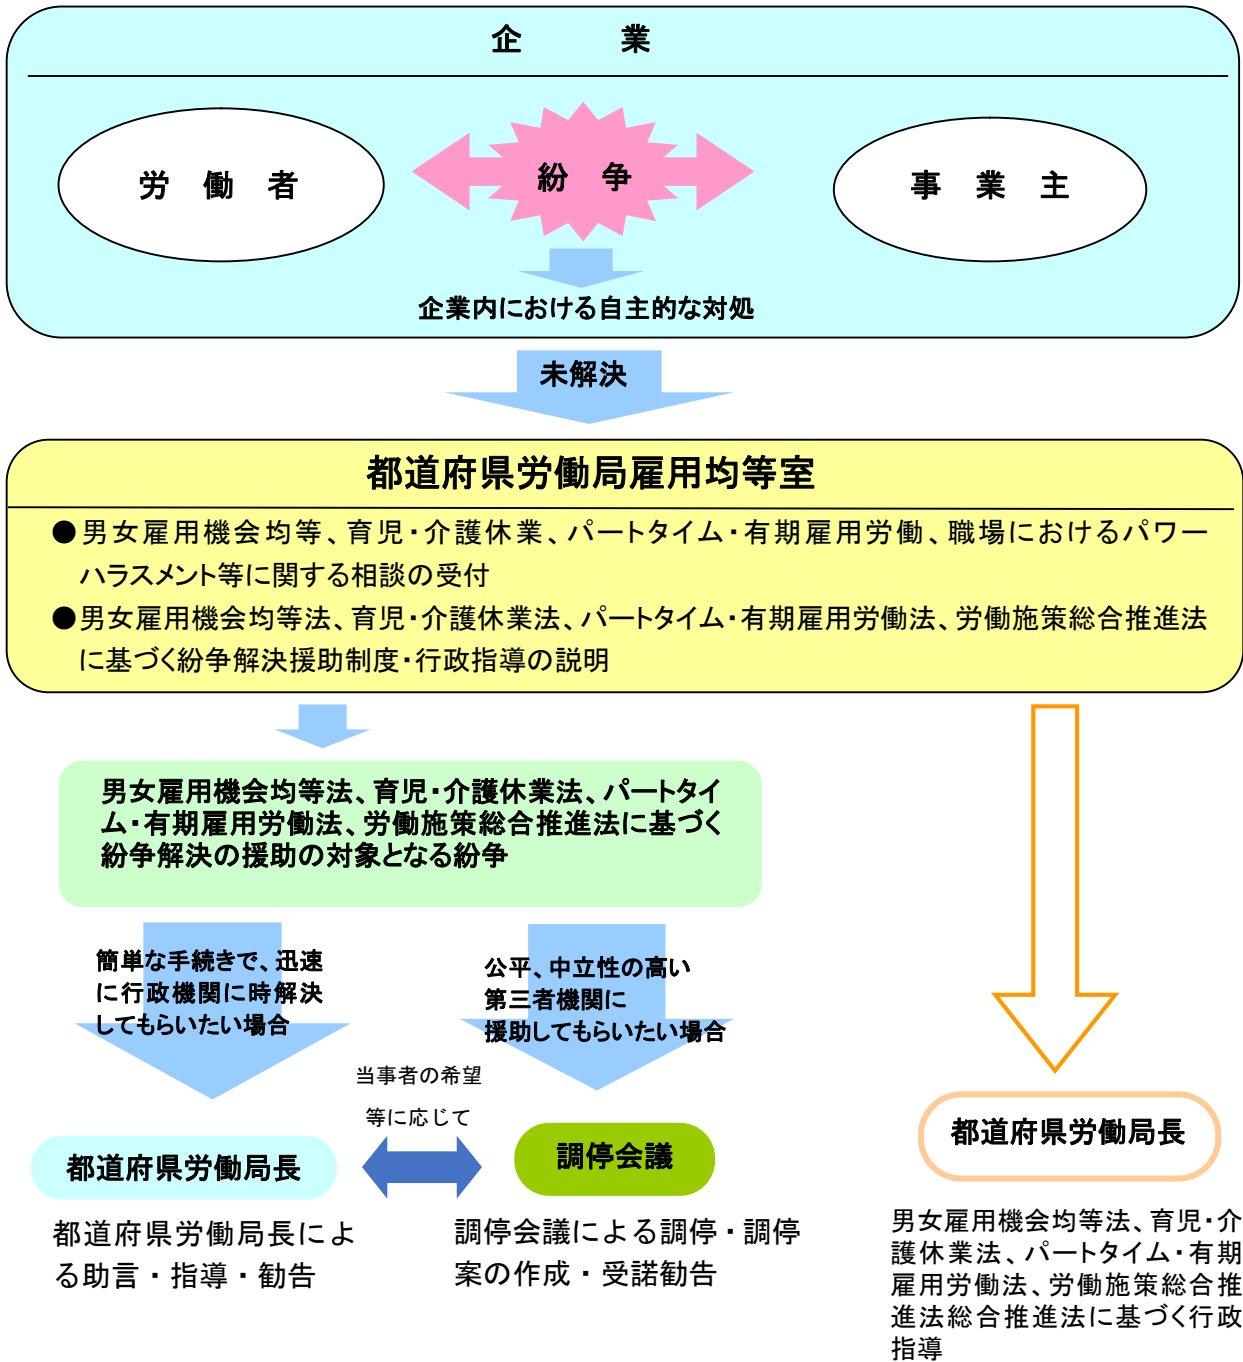 企　業
労　働　者
紛　争
事　業　主
企業内における自主的な対処
未解決
都道府県労働局雇用均等室
●男女雇用機会均等、育児・介護休業、パートタイム・有期雇用労働、職場におけるパワー
ハラスメント等に関する相談の受付
●男女雇用機会均等法、育児・介護休業法、パートタイム・有期雇用労働法、労働施策総合推進法
に基づく紛争解決援助制度・行政指導の説明
男女雇用機会均等法、育児・介護休業法、パートタイ
ム・有期雇用労働法、労働施策総合推進法に基づく
紛争解決の援助の対象となる紛争
簡単な手続きで、迅速
に行政機関に時解決
してもらいたい場合
公平、中立性の高い
第三者機関に
援助してもらいたい場合
当事者の希望
等に応じて
都道府県労働局長
調停会議
都道府県労働局長
都道府県労働局長によ
る助言・指導・勧告
調停会議による調停・調停
案の作成・受諾勧告
男女雇用機会均等法、育児・介
護休業法、パートタイム・有期
雇用労働法、労働施策総合推
進法総合推進法に基づく行政
指導